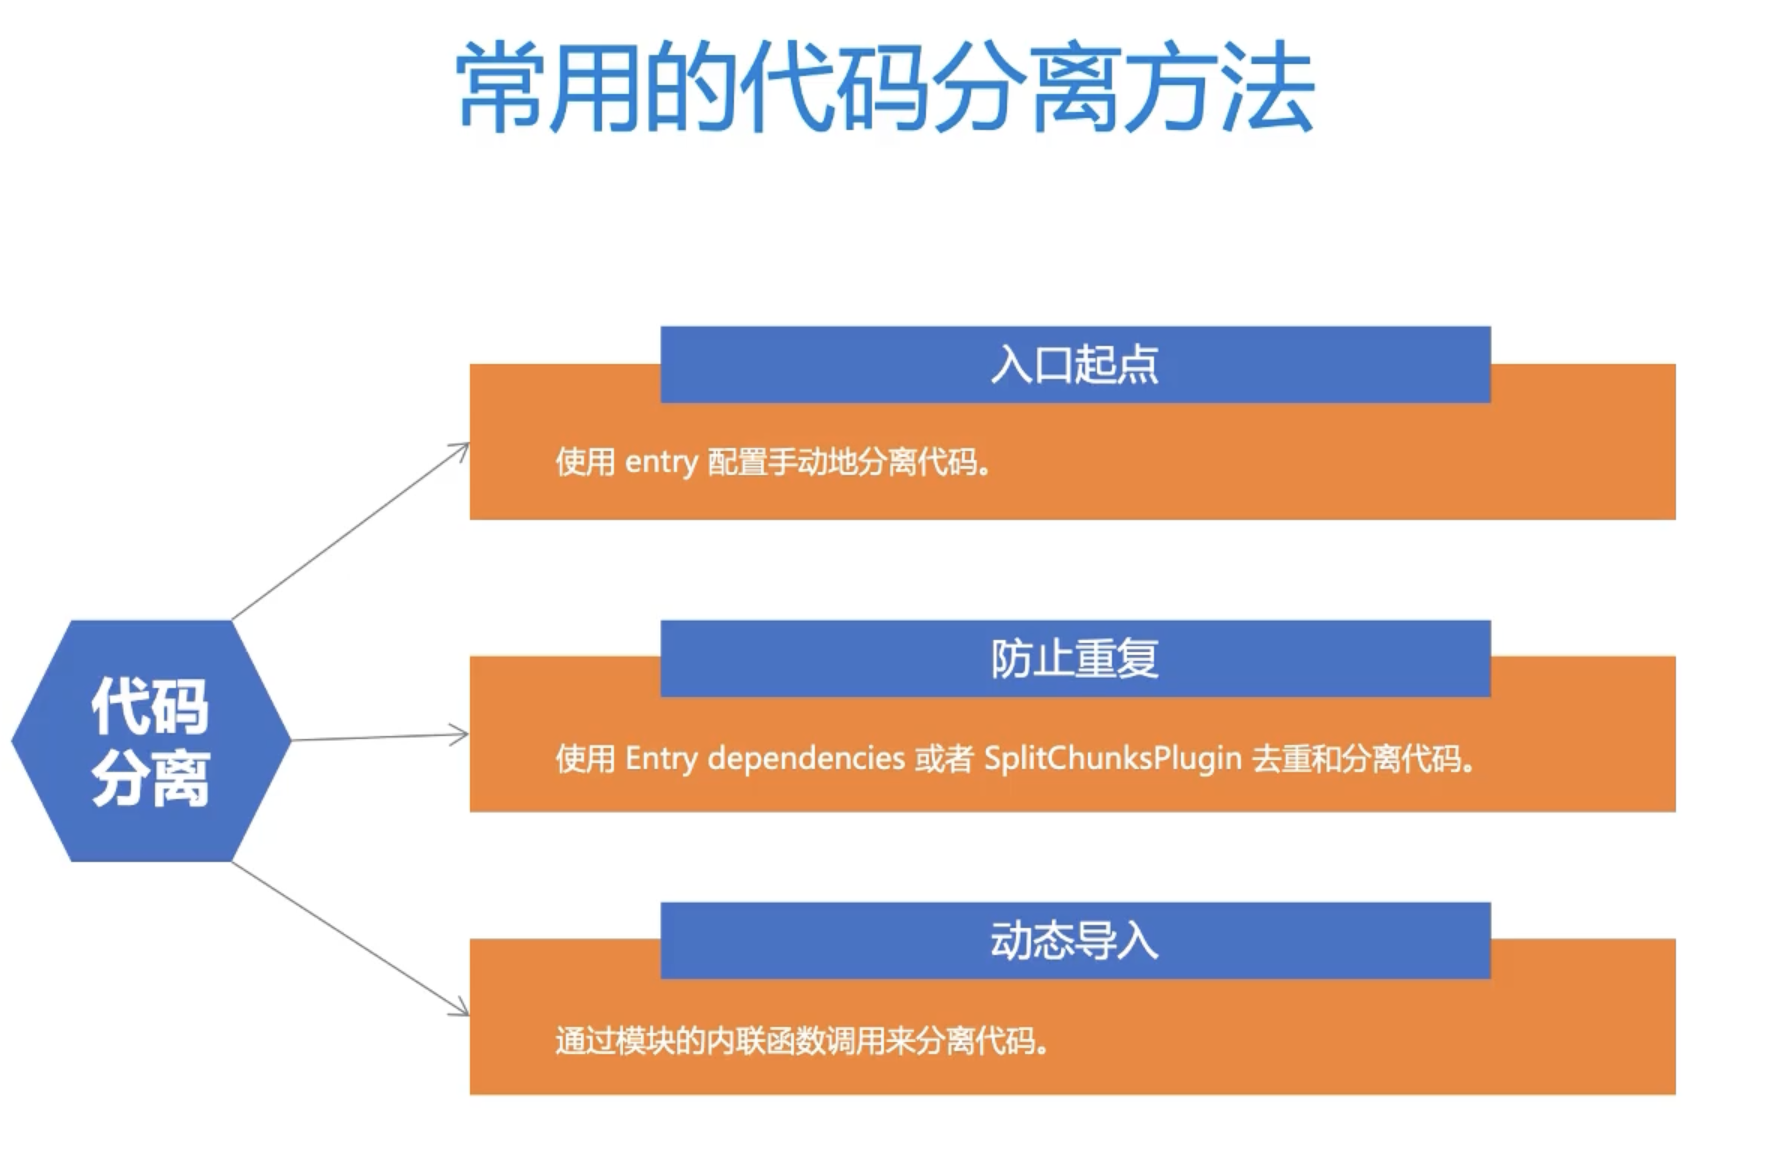 常用的代码分离方法
代码
分离
入口起点
使用 entry 配置手动地分离代码。
防止重复
使用 Entry dependencies 或者 SplitChunksPlugin 去重和分离代码。
动态导入
通过模块的内联函数调用来分离代码。